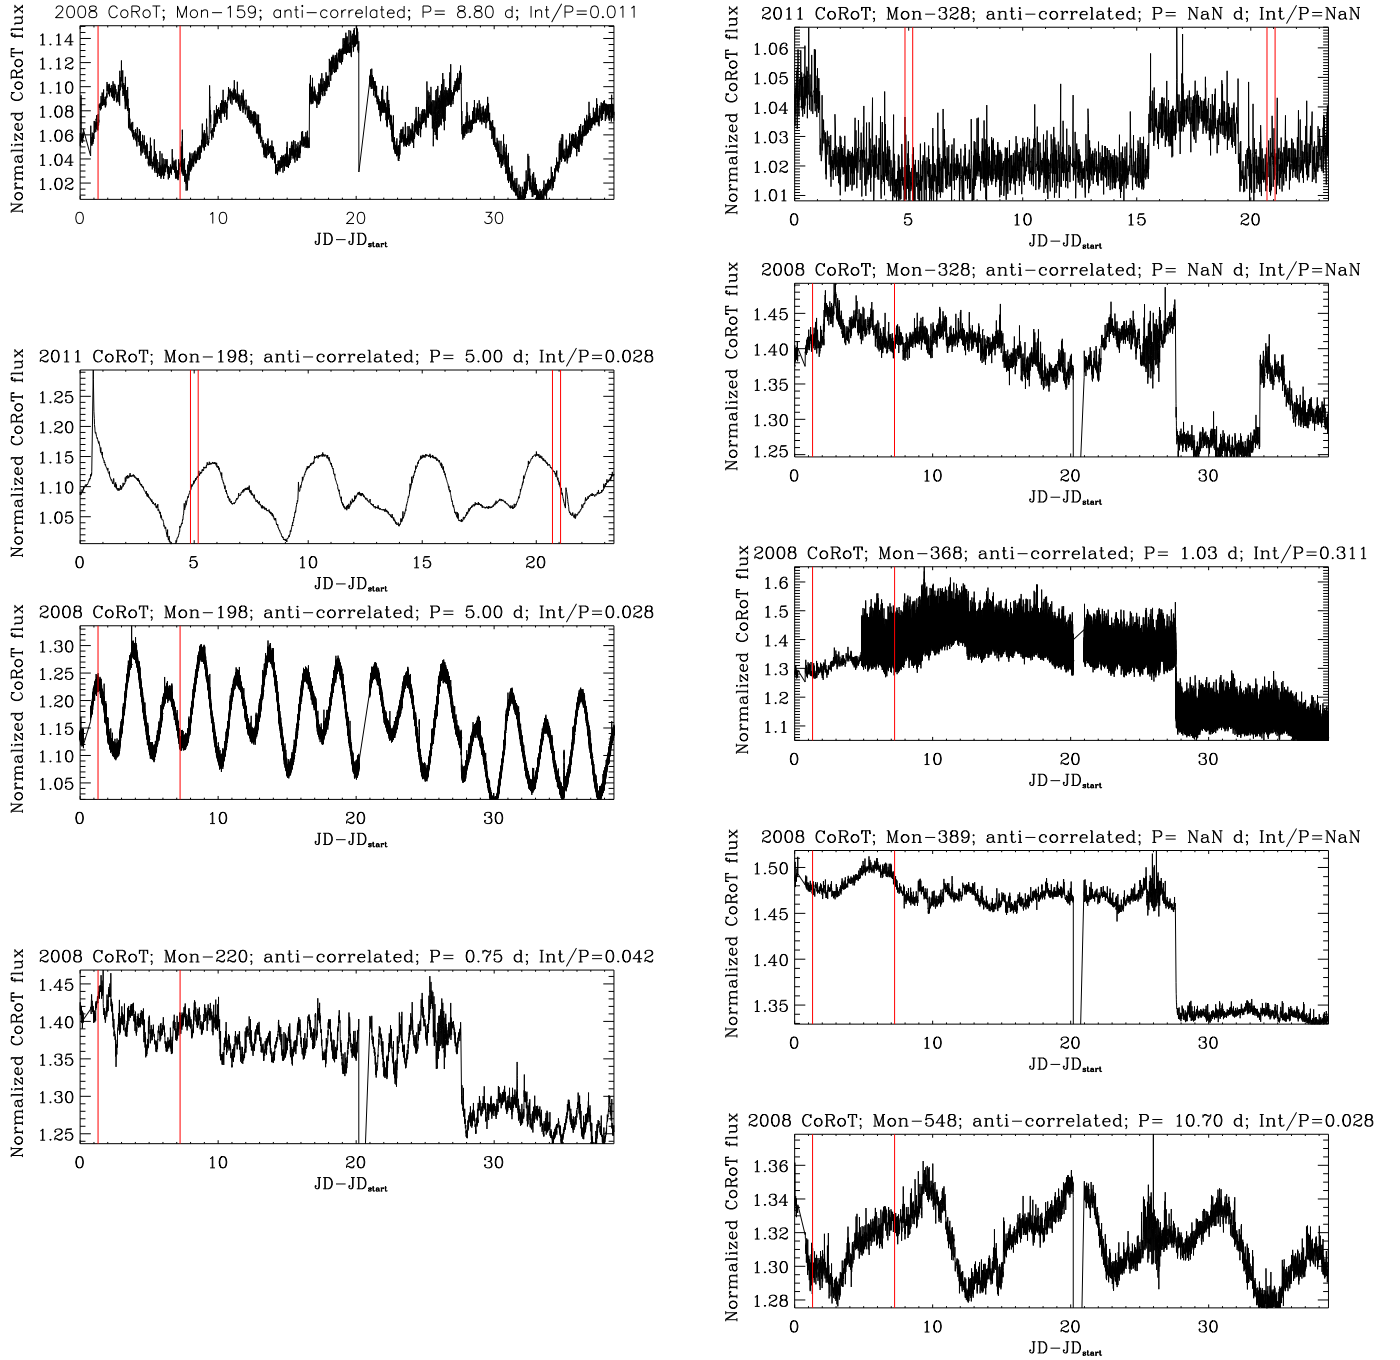 2008 CoRoT; Mon-159; anti-correlated; P= 8.80 d; Int/P=0.011
Normalized CoRoT flux
1.14
1.12
1.10
1.08
1.06
1.04
1.02
0 10 20 30
JD-JDstart
2011 CoRoT; Mon-198; anti-correlated; P= 5.00 d; Int/P=0.028
Normalized CoRoT flux
1.25
1.20
1.15
1.10
1.05
0 5 10 15 20
JD-JDstart
2008 CoRoT; Mon-198; anti-correlated; P= 5.00 d; Int/P=0.028
Normalized CoRoT flux
1.30
1.25
1.20
1.15
1.10
1.05
0 10 20 30
JD-JDstart
2008 CoRoT; Mon-220; anti-correlated; P= 0.75 d; Int/P=0.042
Normalized CoRoT flux
1.45
1.40
1.35
1.30
1.25
0 10 20 30
JD-JDstart
2011 CoRoT; Mon-328; anti-correlated; P= NaN d; Int/P=NaN
Normalized CoRoT flux
1.06
1.05
1.04
1.03
1.02
1.01
0 5 10 15 20
JD-JDstart
2008 CoRoT; Mon-328; anti-correlated; P= NaN d; Int/P=NaN
Normalized CoRoT flux
1.45
1.40
1.35
1.30
1.25
0 10 20 30
JD-JDstart
2008 CoRoT; Mon-368; anti-correlated; P= 1.03 d; Int/P=0.311
Normalized CoRoT flux
1.6
1.5
1.4
1.3
1.2
1.1
0 10 20 30
JD-JDstart
2008 CoRoT; Mon-389; anti-correlated; P= NaN d; Int/P=NaN
Normalized CoRoT flux
1.50
1.45
1.40
1.35
0 10 20 30
JD-JDstart
2008 CoRoT; Mon-548; anti-correlated; P= 10.70 d; Int/P=0.028
Normalized CoRoT flux
1.36
1.34
1.32
1.30
1.28
0 10 20 30
JD-JDstart